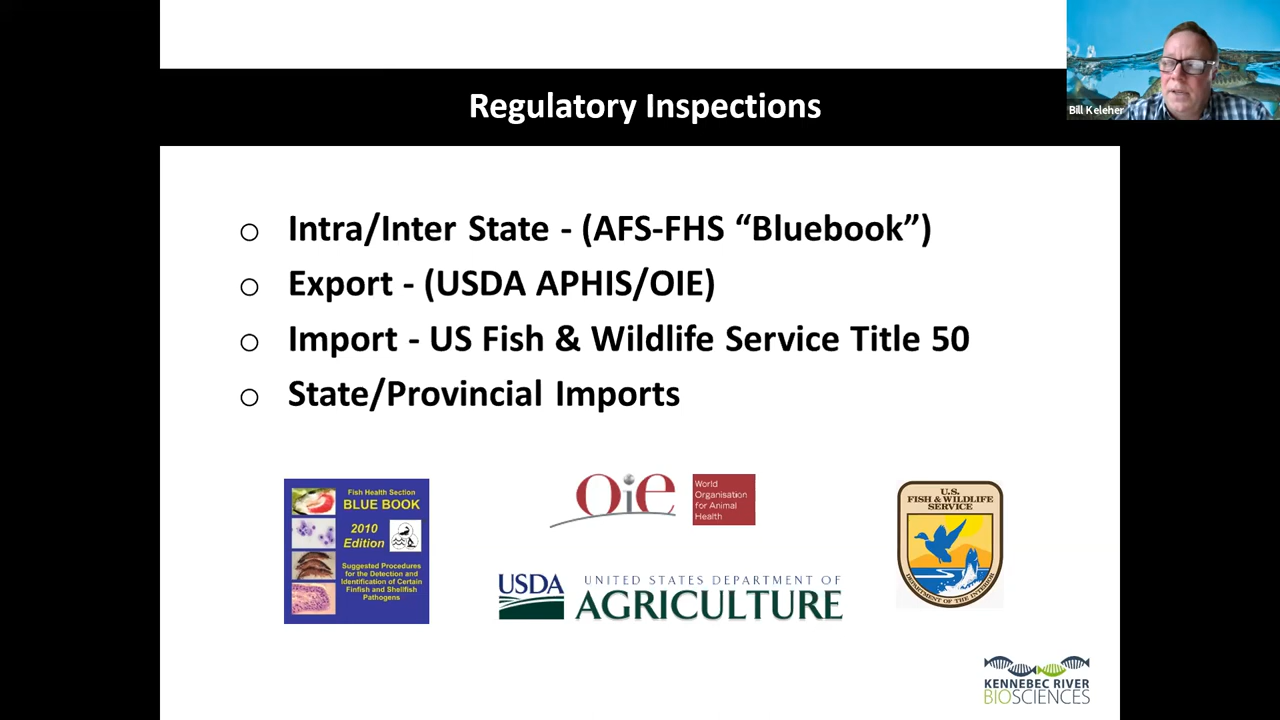 Bill Keleher
Regulatory Inspections
o Intra/Inter State - (AFS-FHS “Bluebook”)
o Export - (USDA APHIS/OIE)
o Import - US Fish & Wildlife Service Title 50
o State/Provincial Imports
Fish Health Section
BLUE BOOK
2010
Edition
Suggested Procedures
for the Detection and
Identification of Certain
Finfish and Shellfish
Pathogens
Oie
World
Organisation
for Animal
Health
USDA
UNITED STATES DEPARTMENT OF
AGRICULTURE
U.S.
FISH & WILDLIFE
SERVICE
DEPARTMENT OF THE INTERIOR
KENNEBEC RIVER
BIOSCIENCES